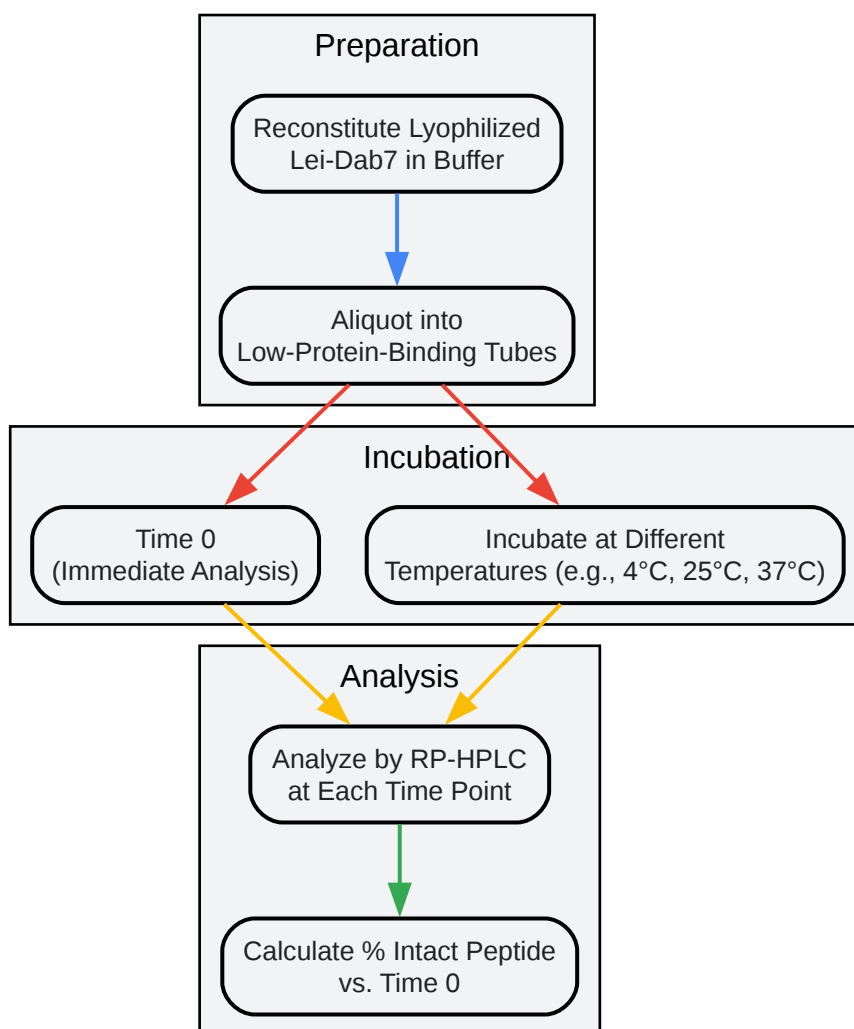 Preparation
Reconstitute Lyophilized
Lei-Dab7 in Buffer
Aliquot into
Low-Protein-Binding Tubes
Incubation
Time 0
(Immediate Analysis)
Incubate at Different
Temperatures (e.g., 4°C, 25°C, 37°C)
Analysis
Analyze by RP-HPLC
at Each Time Point
Calculate % Intact Peptide
vs. Time 0